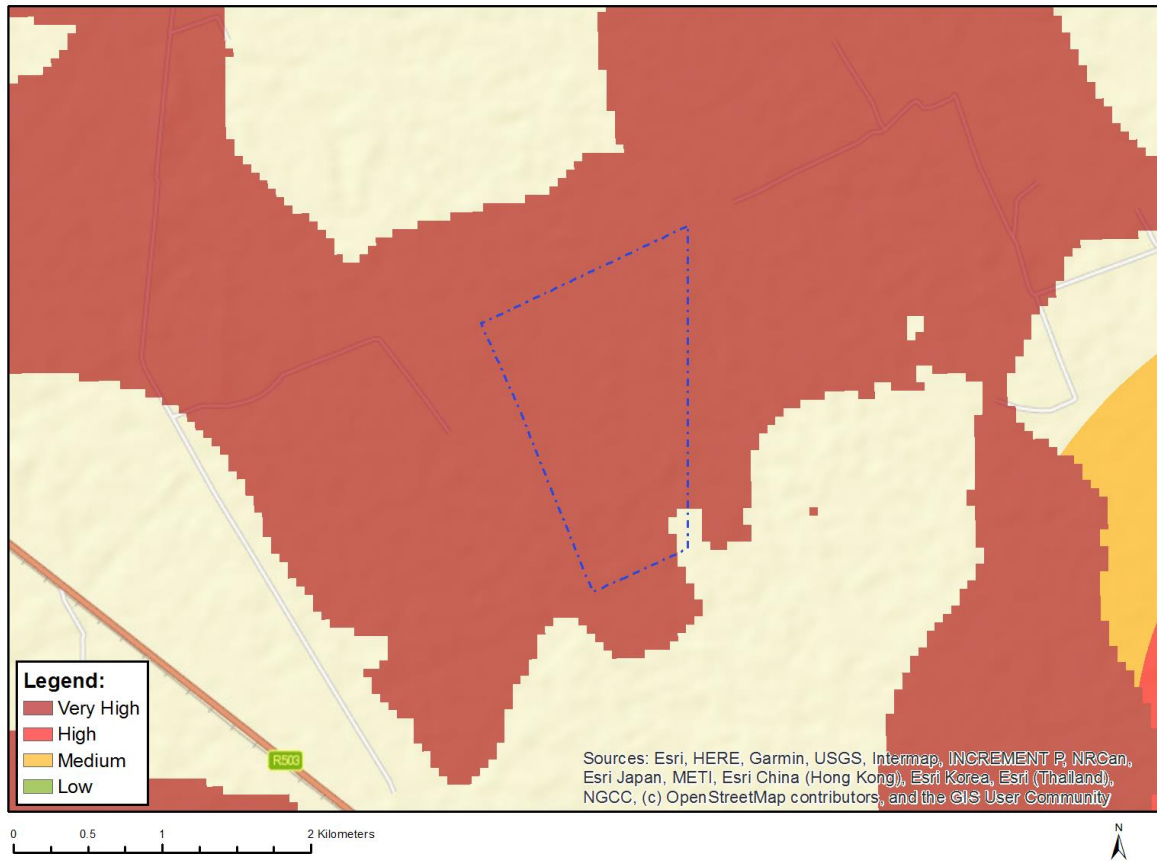 Legend:
Very High
High
Medium
Low
R503
Sources: Esri, HERE, Garmin, USGS, Intermap, INCREMENT P, NRCan,
Esri Japan, METI, Esri China (Hong Kong), Esri Korea, Esri (Thailand),
NGCC, (c) OpenStreetMap contributors, and the GIS User Community
0 0.5 1 2 Kilometers
N